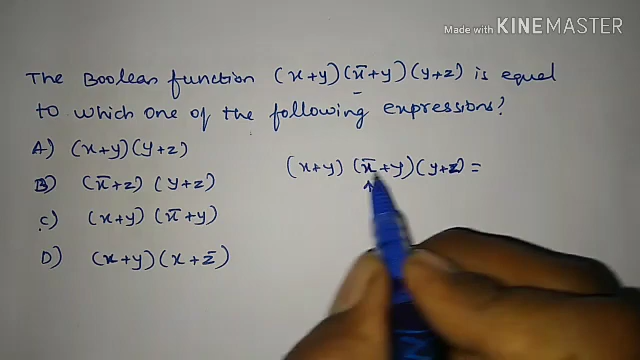 Made with KINEMASTER
The Boolean function (x+y)(x̄+y)(y+z) is equal
to which one of the following expressions?
A) (x+y)(y+z)
(x+y) (x̄+y)(y+z) =
B) (x̄+z) (y+z)
C) (x+y) (x̄+y)
D) (x+y)(x+z̄)